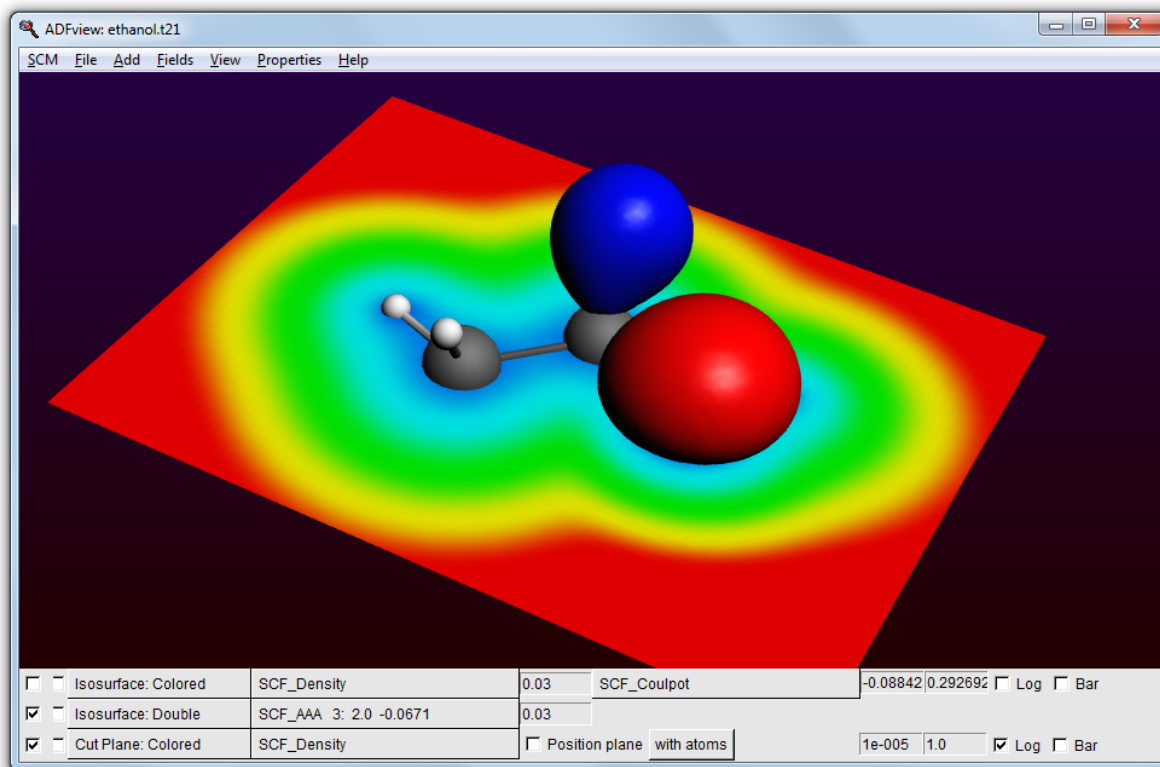 ADFview: ethanol.t21
SCM File Add Fields View Properties Help
Isosurface: Colored SCF_Density 0.03 SCF_Coulpot -0.08842 0.292692 Log Bar
Isosurface: Double SCF_AAA 3: 2.0 -0.0671 0.03
Cut Plane: Colored SCF_Density Position plane with atoms 1e-005 1.0 Log Bar